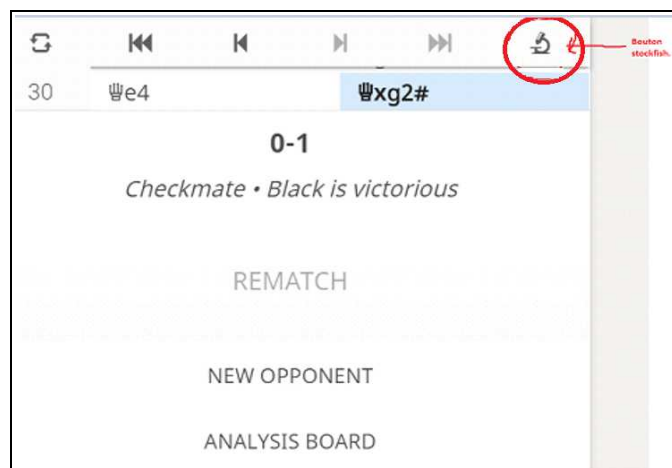 Bouton
stockfish.
30 ♕e4 ♕xg2#
0-1
Checkmate • Black is victorious
REMATCH
NEW OPPONENT
ANALYSIS BOARD